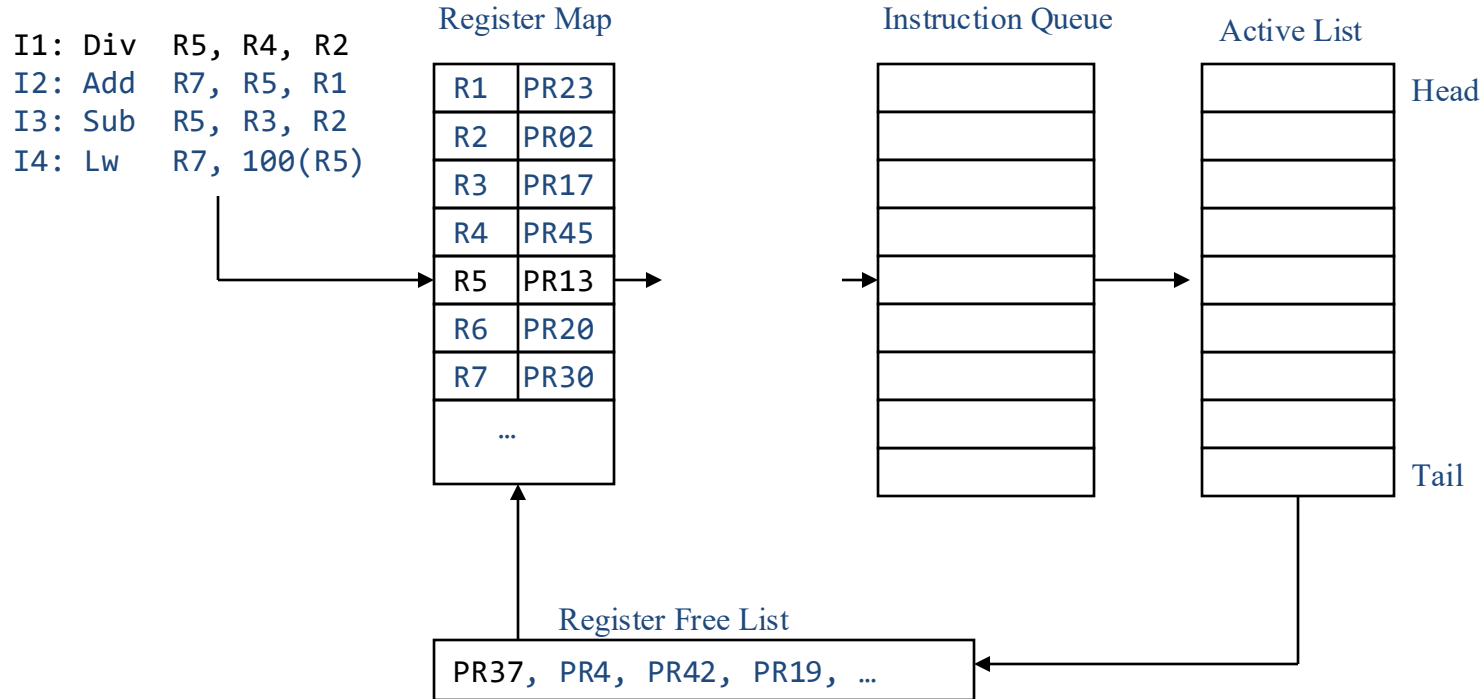 I1: Div R5, R4, R2
I2: Add R7, R5, R1
I3: Sub R5, R3, R2
I4: Lw R7, 100(R5)
Register Map
R1 PR23
R2 PR02
R3 PR17
R4 PR45
R5 PR13
R6 PR20
R7 PR30
…
Instruction Queue
Active List
Head
Tail
Register Free List
PR37, PR4, PR42, PR19, …